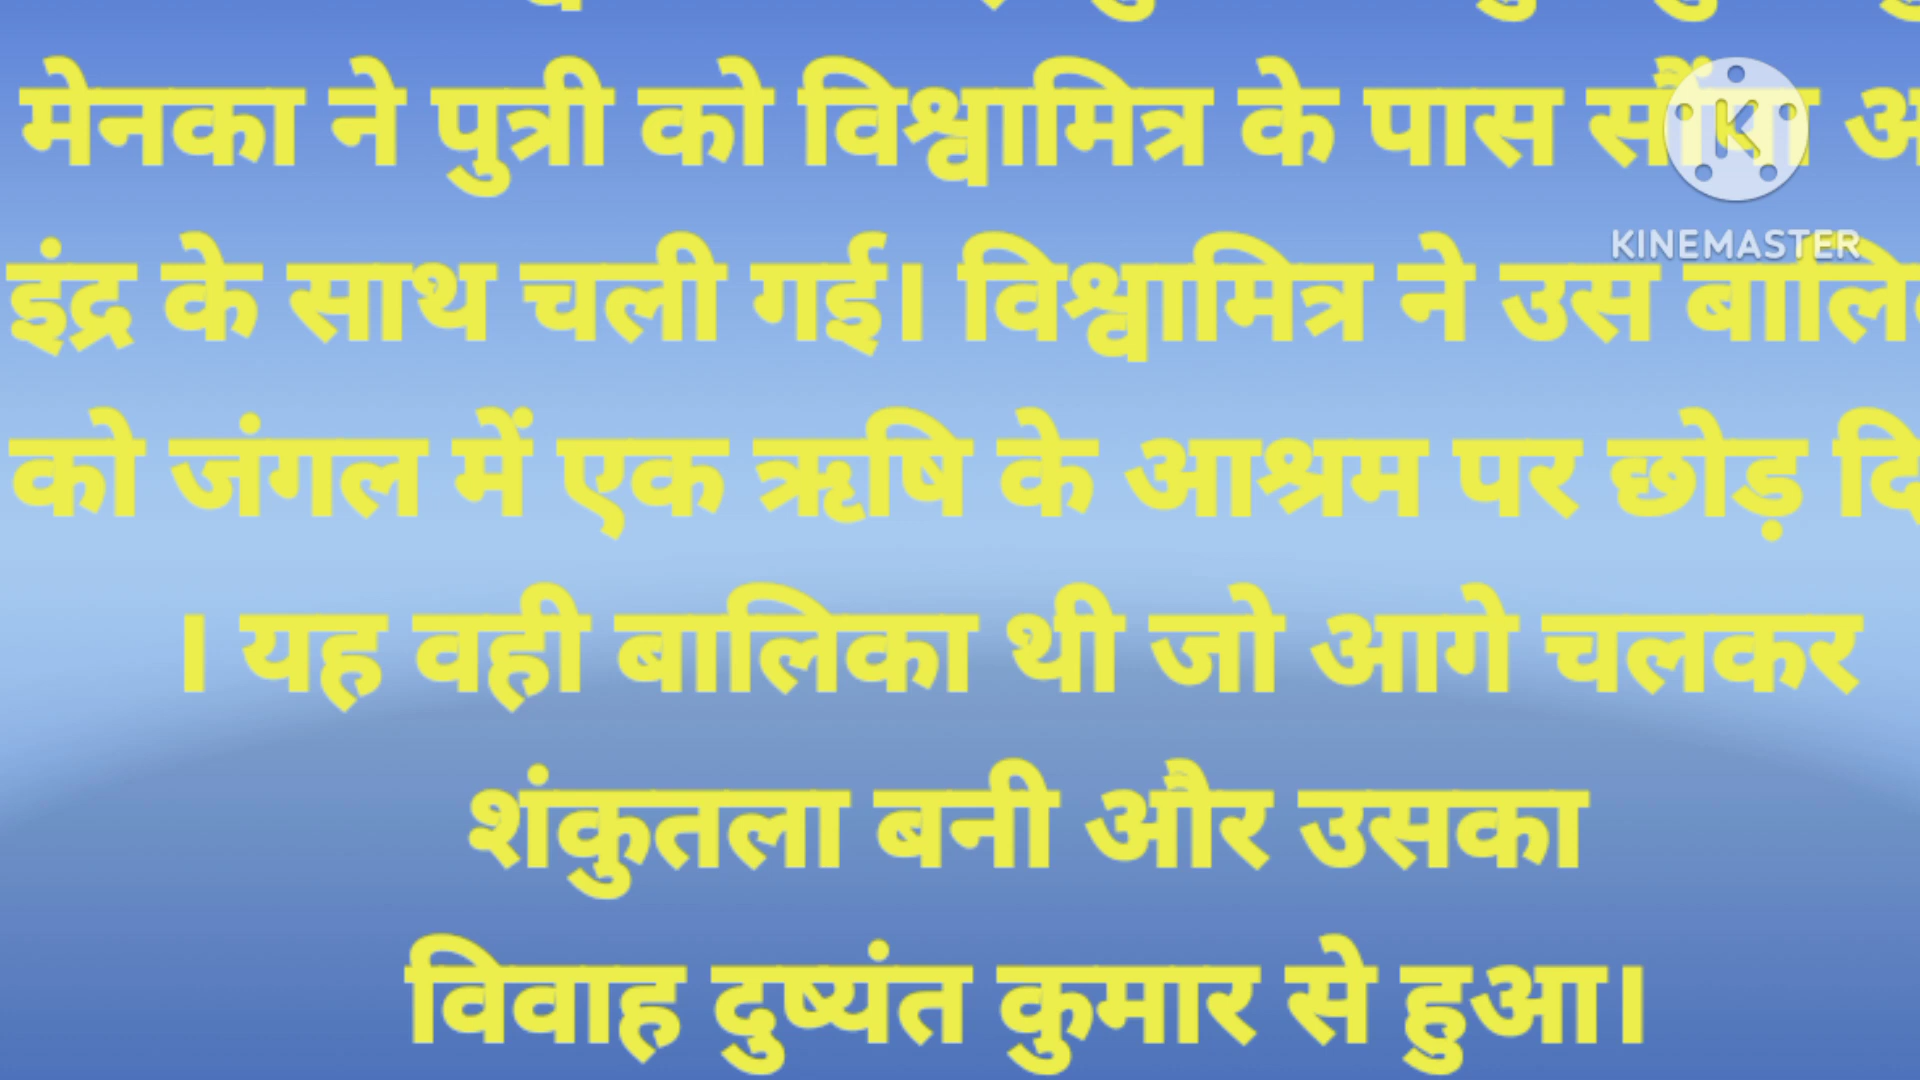 मेनका ने पुत्री को विश्वामित्र के पास
KINEMASTER
इंद्र के साथ चली गई। विश्वामित्र ने उस
को जंगल में एक ऋषि के आश्रम पर छोड़
। यह वही बालिका थी जो आगे चलकर
शंकुतला बनी और उसका
विवाह दुष्यंत कुमार से हुआ।